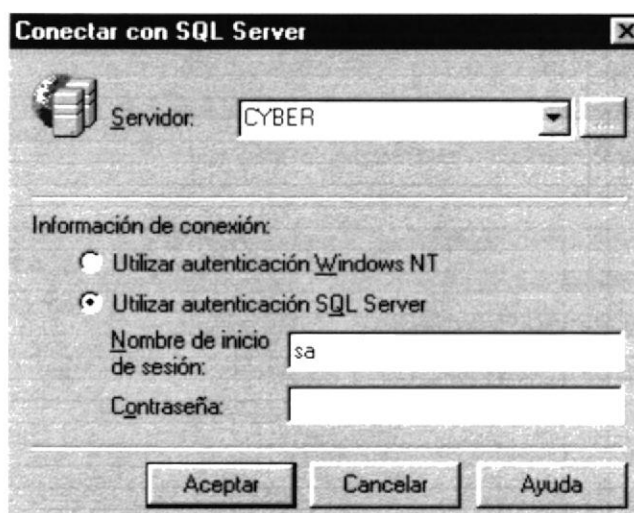 Conectar con SQL Server
Servidor: CYBER
Información de conexión:
Utilizar autenticación Windows NT
Utilizar autenticación SQL Server
Nombre de inicio
de sesión: sa
Contraseña:
Aceptar Cancelar Ayuda